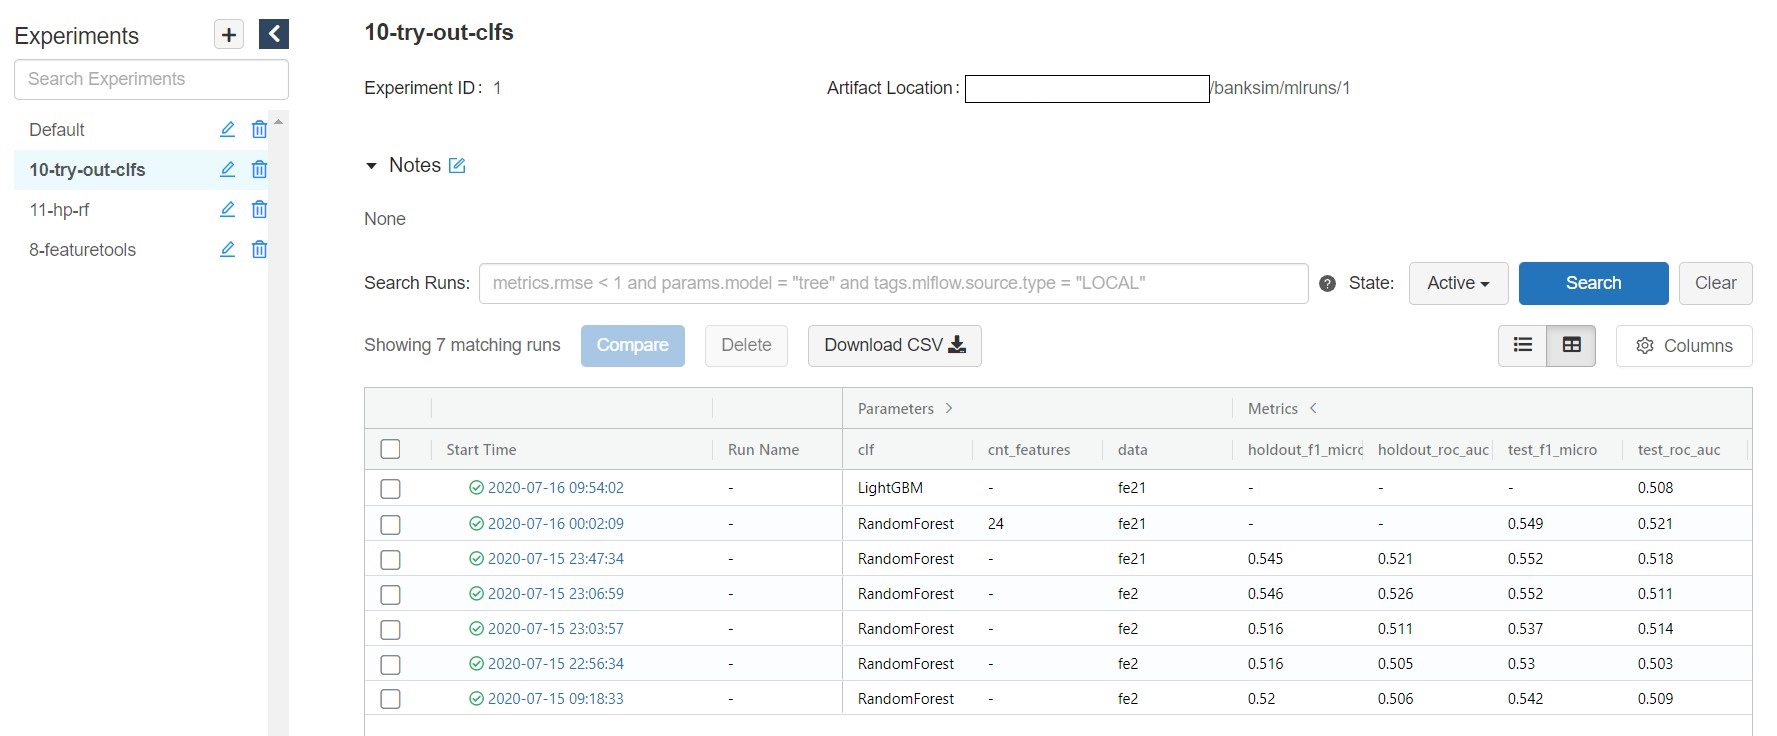 Experiments
Search Experiments
Default
10-try-out-clfs
11-hp-rf
8-featuretools
10-try-out-clfs
Experiment ID: 1 Artifact Location: /banksim/mlruns/1
Notes
None
Search Runs: metrics.rmse < 1 and params.model = "tree" and tags.mlflow.source.type = "LOCAL" ? State: Active Search Clear
Showing 7 matching runs Compare Delete Download CSV Columns
Parameters > Metrics <
Start Time Run Name clf cnt_features data holdout_f1_micro holdout_roc_auc test_f1_micro test_roc_auc
2020-07-16 09:54:02 - LightGBM - fe21 - - - 0.508
2020-07-16 00:02:09 - RandomForest 24 fe21 - - 0.549 0.521
2020-07-15 23:47:34 - RandomForest - fe21 0.545 0.521 0.552 0.518
2020-07-15 23:06:59 - RandomForest - fe2 0.546 0.526 0.552 0.511
2020-07-15 23:03:57 - RandomForest - fe2 0.516 0.511 0.537 0.514
2020-07-15 22:56:34 - RandomForest - fe2 0.516 0.505 0.53 0.503
2020-07-15 09:18:33 - RandomForest - fe2 0.52 0.506 0.542 0.509